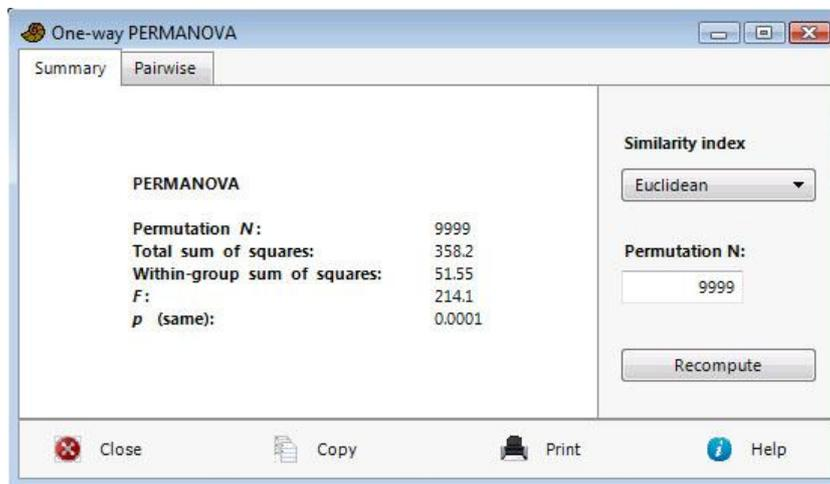 One-way PERMANOVA
Summary Pairwise
PERMANOVA
Permutation N: 9999
Total sum of squares: 358.2
Within-group sum of squares: 51.55
F: 214.1
p (same): 0.0001
Similarity index
Euclidean
Permutation N:
9999
Recompute
Close Copy Print Help